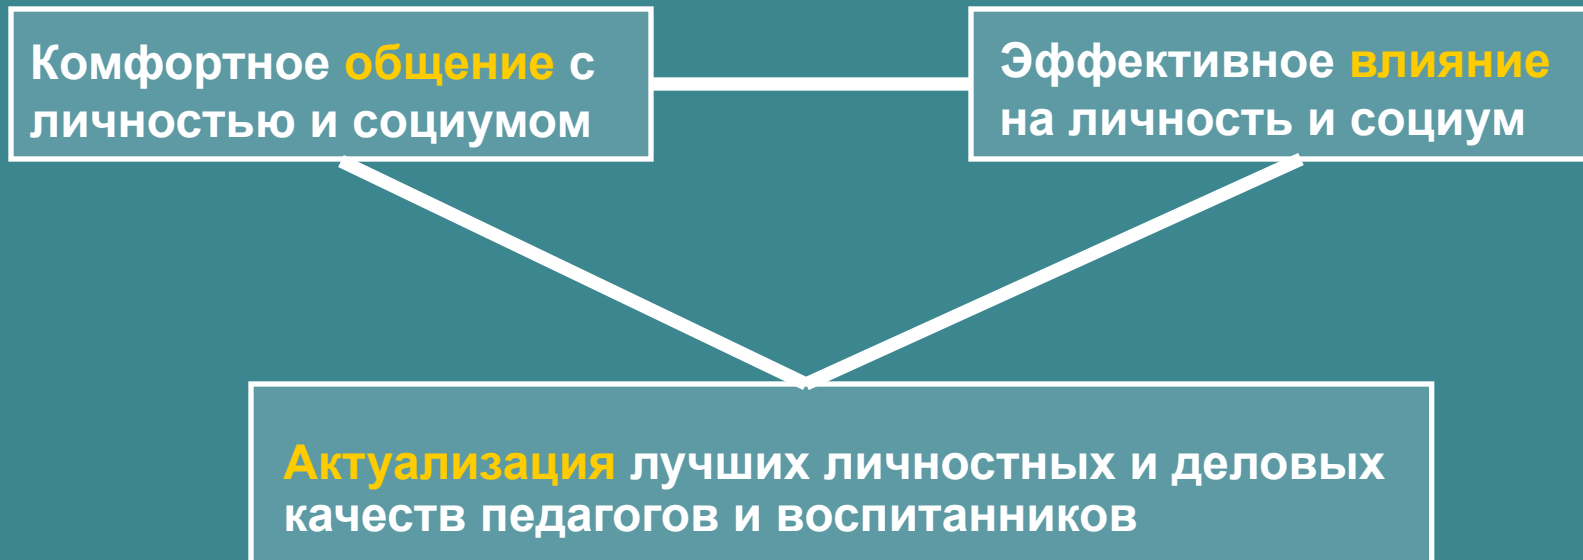 Комфортное общение с
личностью и социумом
Эффективное влияние
на личность и социум
Актуализация лучших личностных и деловых
качеств педагогов и воспитанников